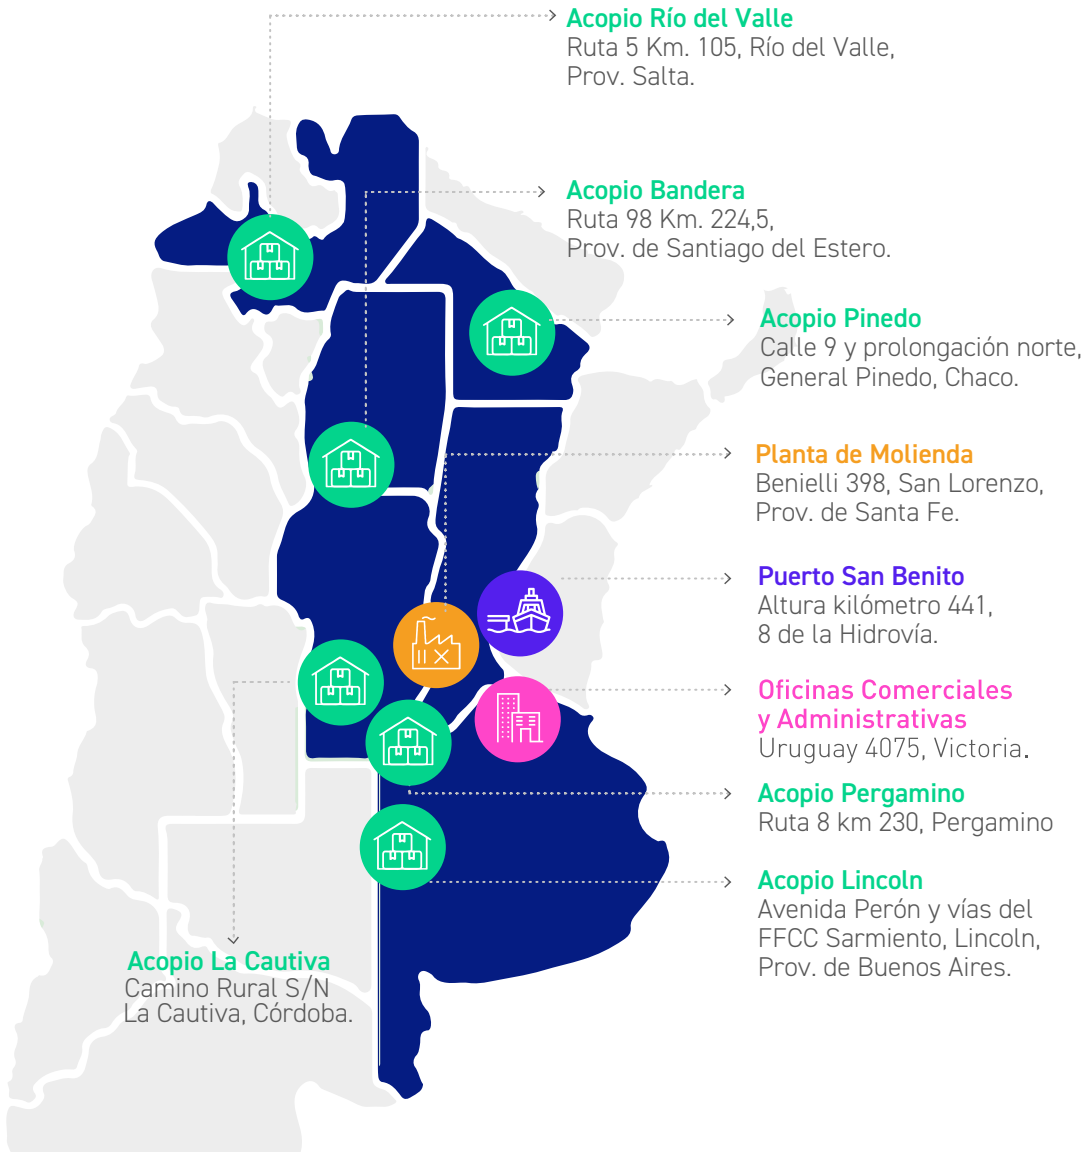 Acopio Río del Valle
Ruta 5 Km. 105, Río del Valle,
Prov. Salta.
Acopio Bandera
Ruta 98 Km. 224,5,
Prov. de Santiago del Estero.
Acopio Pinedo
Calle 9 y prolongación norte,
General Pinedo, Chaco.
Planta de Molienda
Benielli 398, San Lorenzo,
Prov. de Santa Fe.
Puerto San Benito
Altura kilómetro 441,
8 de la Hidrovía.
Oficinas Comerciales
y Administrativas
Uruguay 4075, Victoria.
Acopio Pergamino
Ruta 8 km 230, Pergamino
Acopio Lincoln
Avenida Perón y vías del
FFCC Sarmiento, Lincoln,
Prov. de Buenos Aires.
Acopio La Cautiva
Camino Rural S/N
La Cautiva, Córdoba.